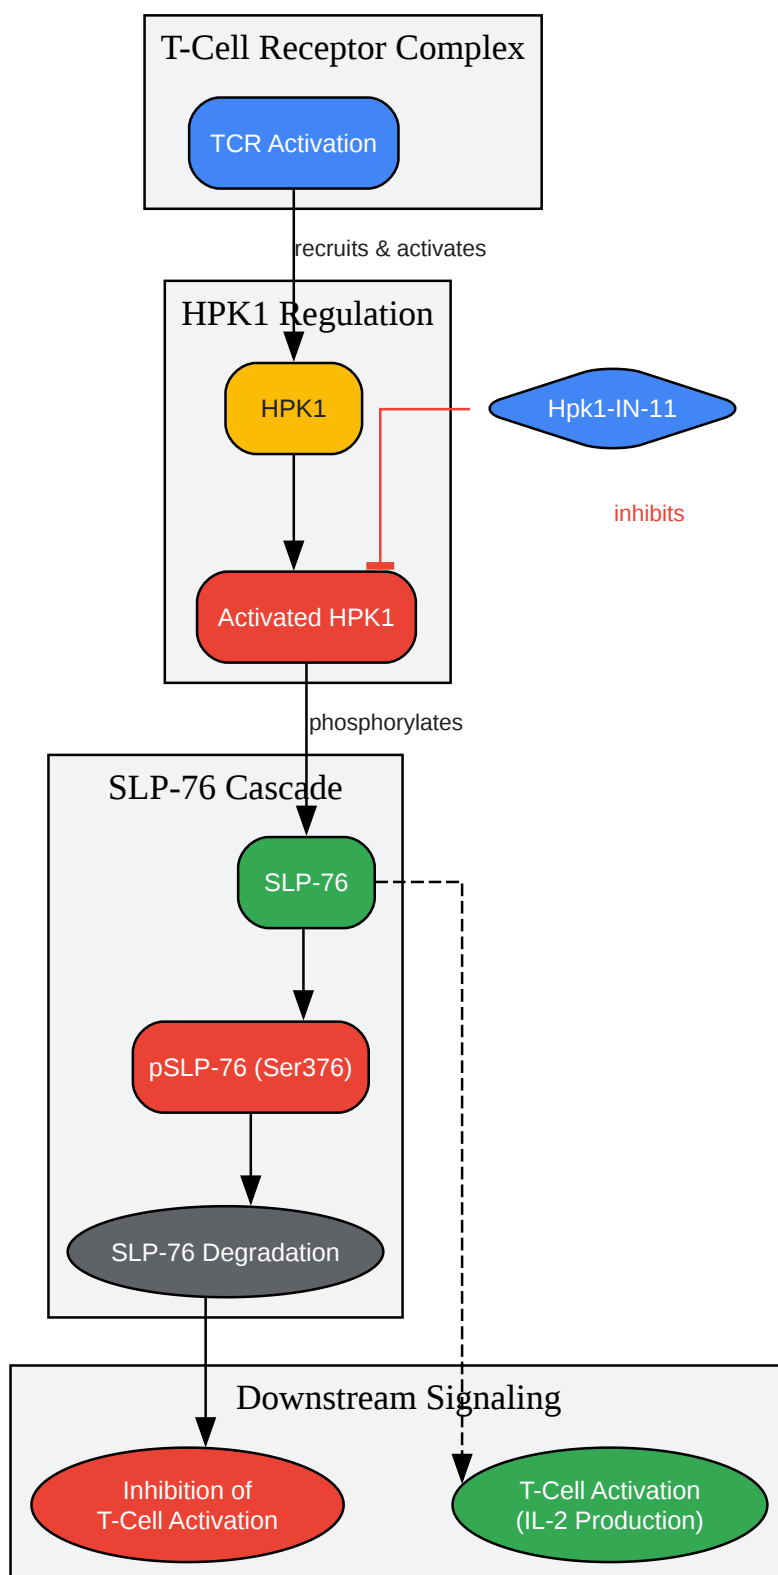 T-Cell Receptor Complex
TCR Activation
recruits & activates
HPK1 Regulation
HPK1
Hpk1-IN-11
inhibits
Activated HPK1
phosphorylates
SLP-76 Cascade
SLP-76
pSLP-76 (Ser376)
SLP-76 Degradation
Downstream Signaling
Inhibition of
T-Cell Activation
T-Cell Activation
(IL-2 Production)